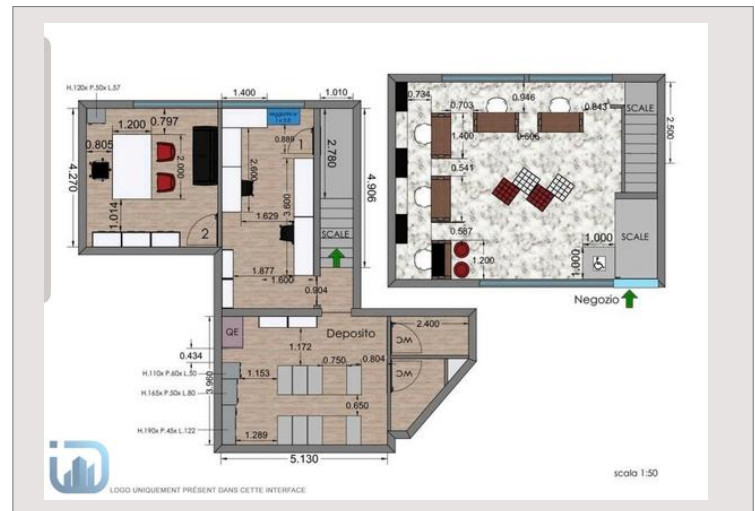 H.120x P.50x L.57
1.400
1.010
0.797
1.200
0.805
2.000
4.270
1.014
2
0.889
1
2.600
3.600
1.629
2.780
4.906
SCALE
1.877
1.600
0.904
QE
Deposito
0.434
1.172
0.750
0.804
H.110x P.60x L.50
1.153
3.960
H.165x P.50x L.80
0.650
H.190x P.45x L.122
1.289
5.130
2.400
WC
WC
0.734
0.703
0.946
0.843
SCALE
1.400
0.606
2.500
0.541
0.587
1.200
1.000
1.000
SCALE
Negozio
scala 1:50
iD
LOGO UNIQUEMENT PRÉSENT DANS CETTE INTERFACE